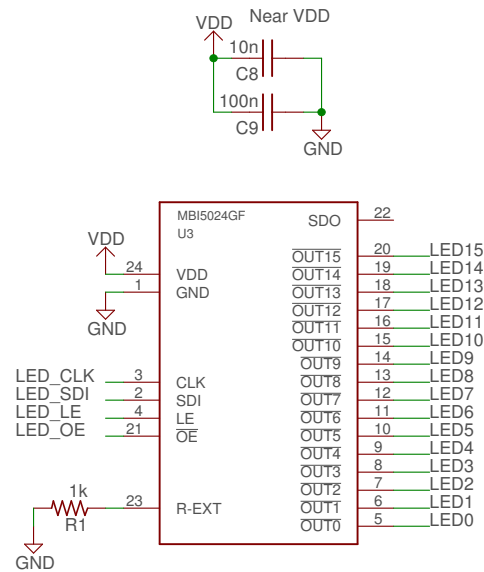 Near VDD
VDD
10n
C8
100n
C9
GND
MBI5024GF
U3
SDO 22
VDD
24 VDD
1 GND
GND
OUT15 20 LED15
OUT14 19 LED14
OUT13 18 LED13
OUT12 17 LED12
OUT11 16 LED11
OUT10 15 LED10
OUT9 14 LED9
OUT8 13 LED8
OUT7 12 LED7
OUT6 11 LED6
OUT5 10 LED5
OUT4 9 LED4
OUT3 8 LED3
OUT2 7 LED2
OUT1 6 LED1
OUT0 5 LED0
LED_CLK 3 CLK
LED_SDI 2 SDI
LED_LE 4 LE
LED_OE 21 OE
1k
R1
23 R-EXT
GND